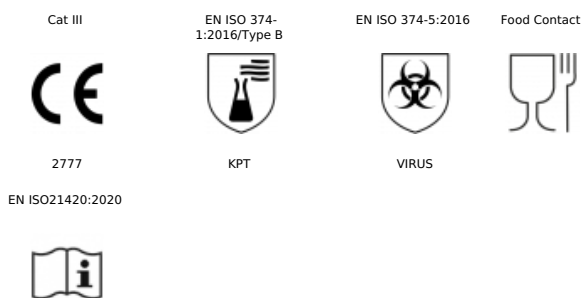 Cat III
EN ISO 374-
1:2016/Type B
EN ISO 374-5:2016
Food Contact
CE
2777
KPT
VIRUS
EN ISO21420:2020
i